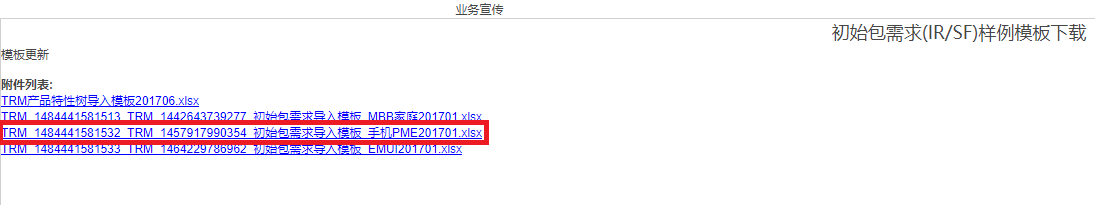 业务宣传
初始包需求(IR/SF)样例模板下载
模板更新
附件列表:
TRM产品特性树导入模板201706.xlsx
TRM_1484441581513_TRM_1442643739277_初始包需求导入模板_MBB家庭201701.xlsx
TRM_1484441581532_TRM_1457917990354_初始包需求导入模板_手机PME201701.xlsx
TRM_1484441581533_TRM_1464229786962_初始包需求导入模板_EMUI201701.xlsx